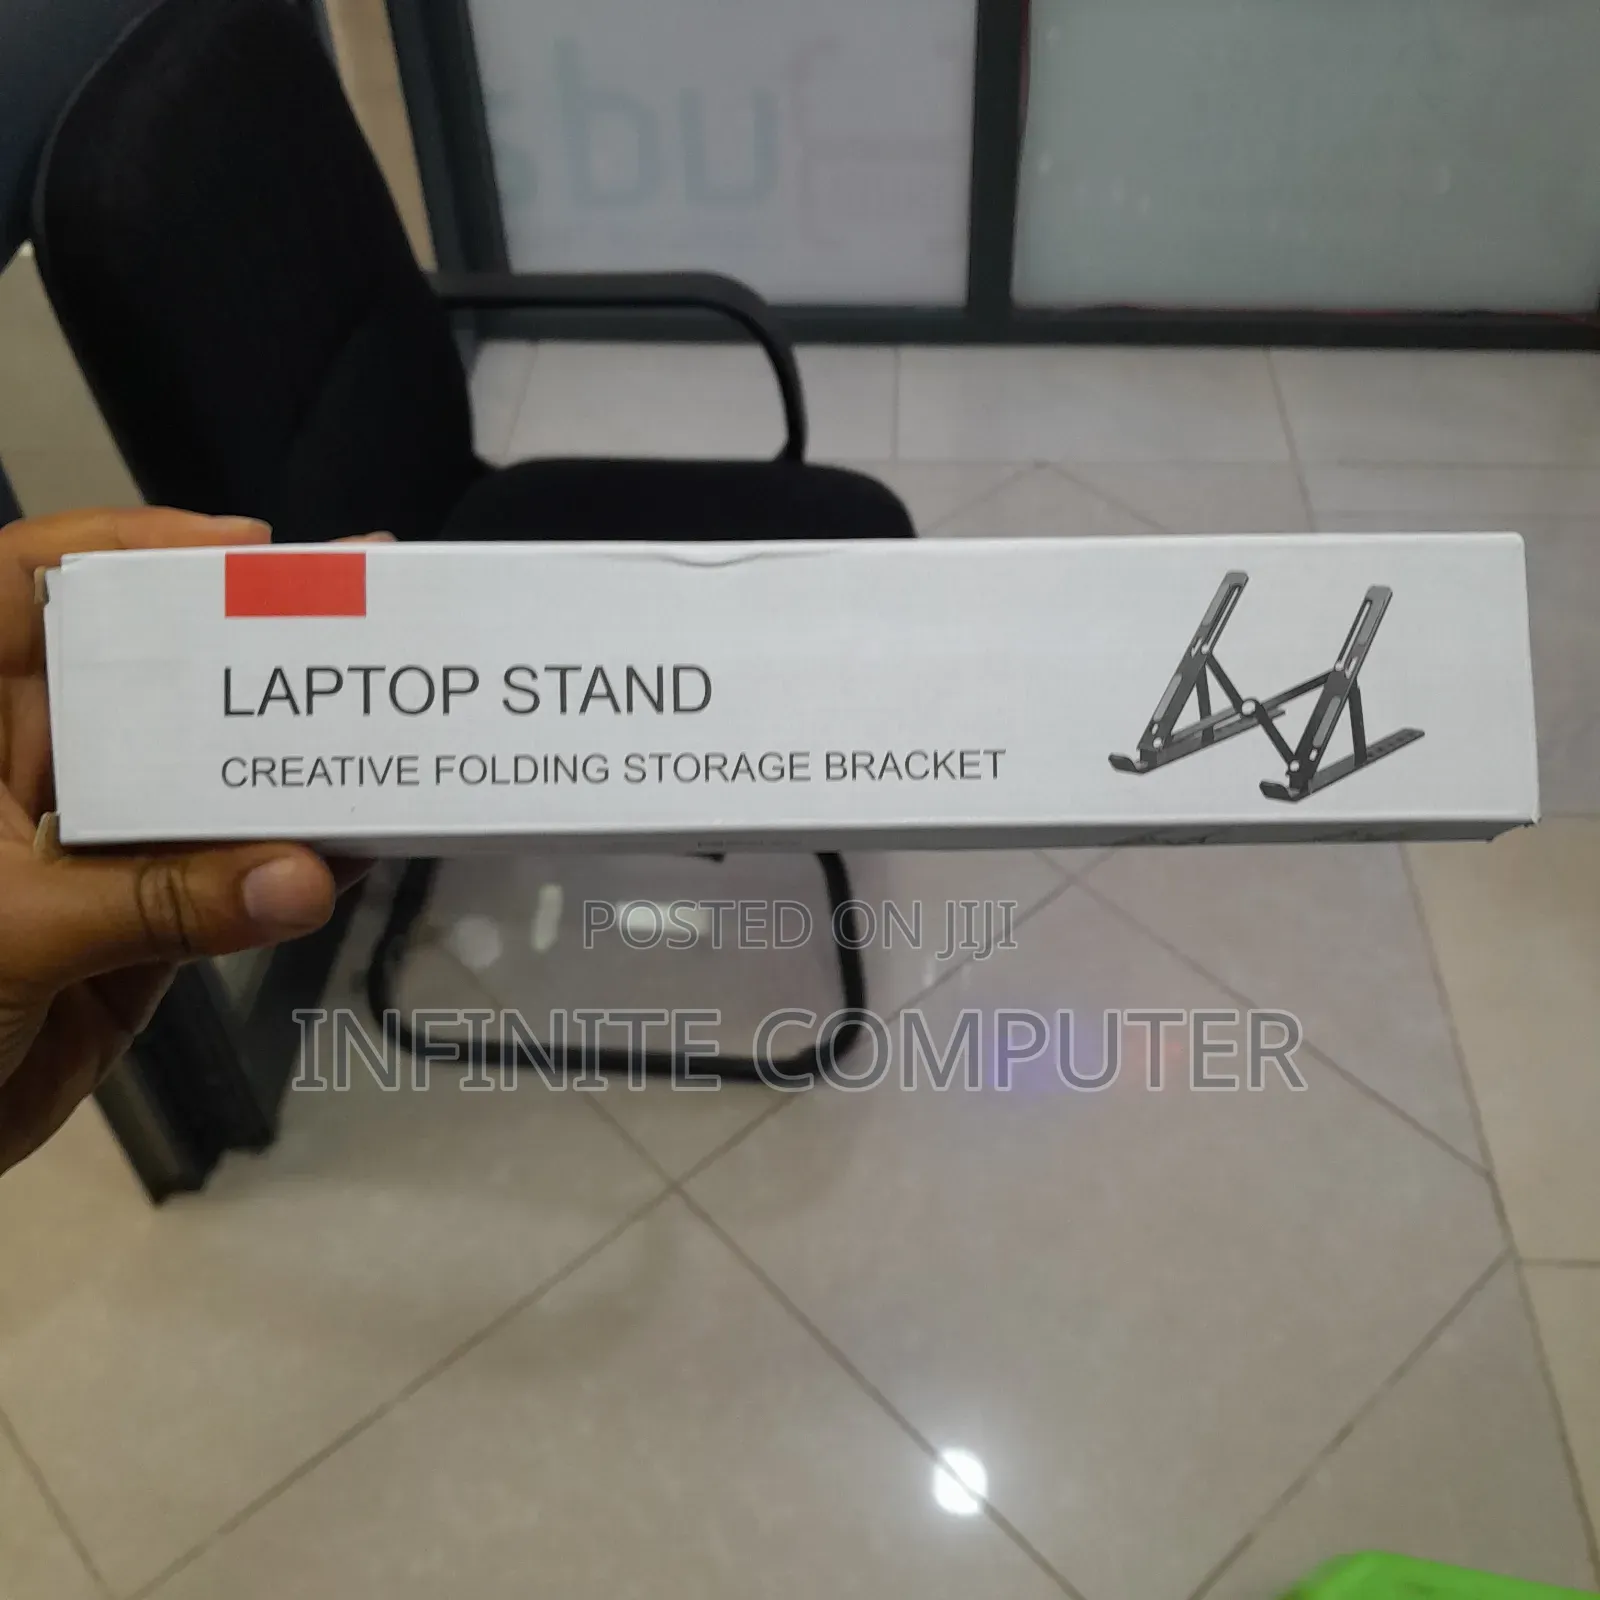 LAPTOP STAND
CREATIVE FOLDING STORAGE BRACKET
POSTED ON JIJI
INFINITE COMPUTER